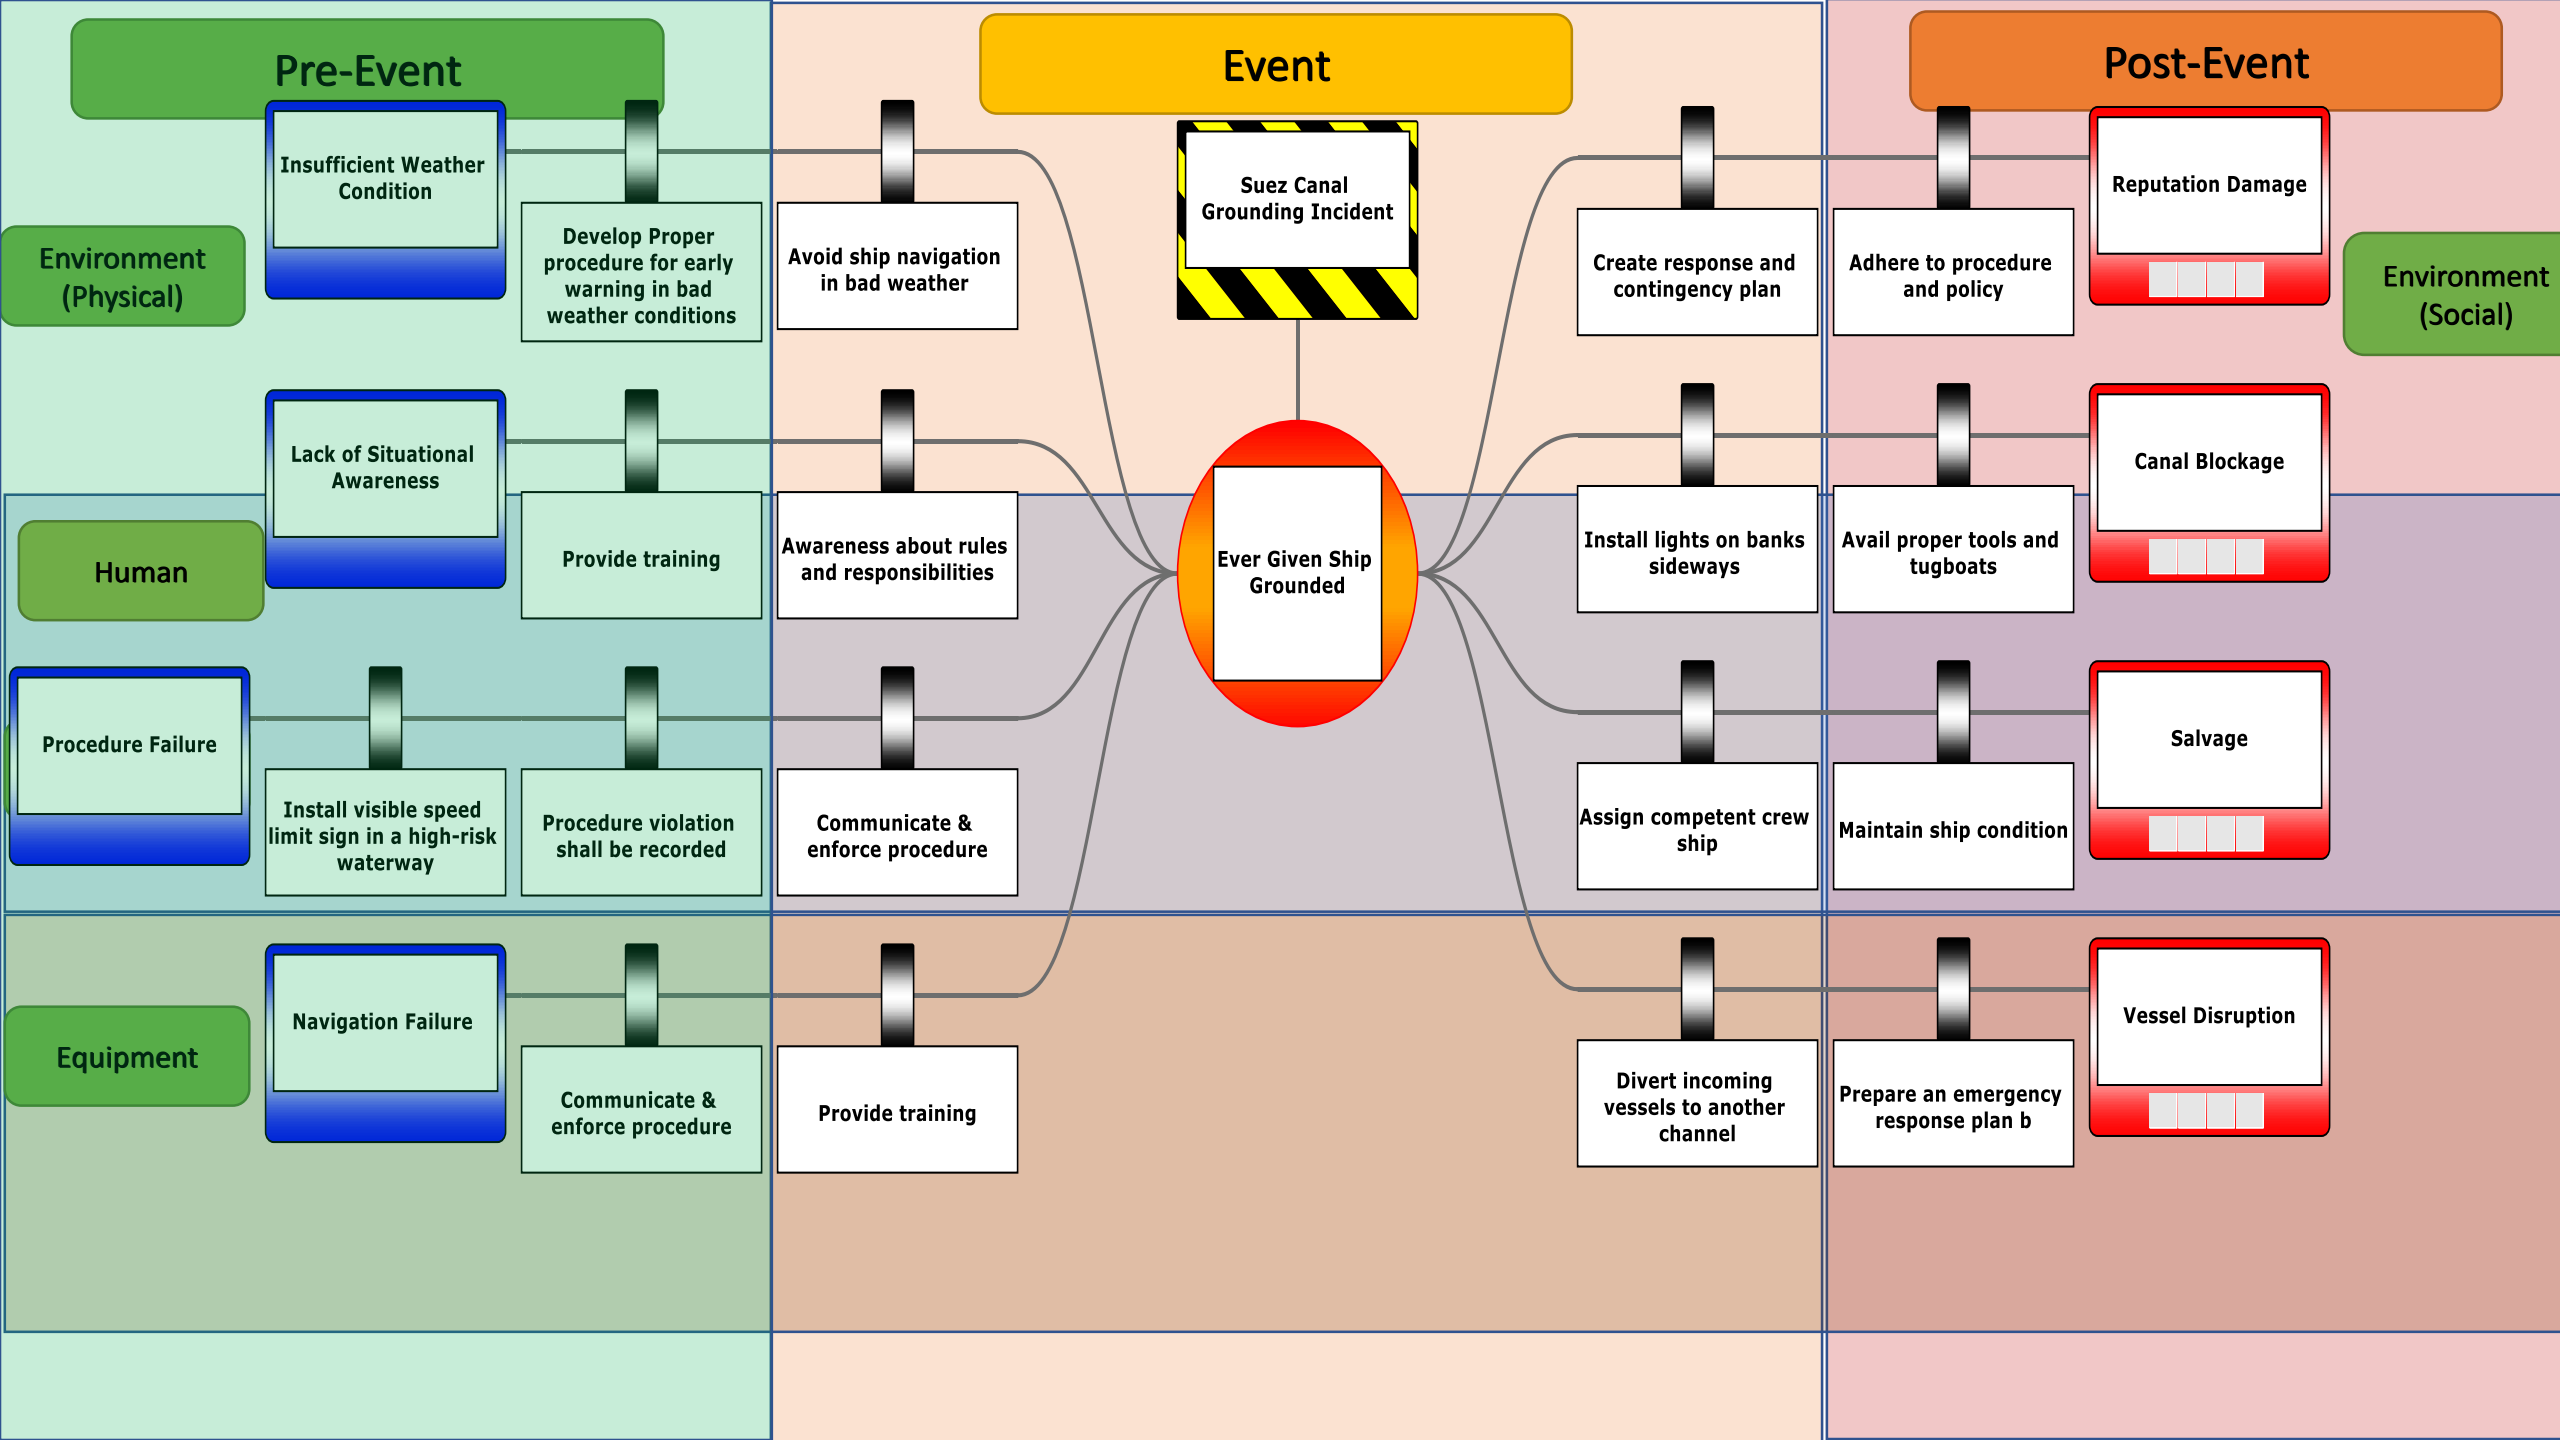 Pre-Event
Event
Post-Event
Insufficient Weather
Condition
Develop Proper
procedure for early
warning in bad
weather conditions
Avoid ship navigation
in bad weather
Suez Canal
Grounding Incident
Create response and
contingency plan
Adhere to procedure
and policy
Reputation Damage
Environment
(Physical)
Environment
(Social)
Lack of Situational
Awareness
Provide training
Awareness about rules
and responsibilities
Ever Given Ship
Grounded
Install lights on banks
sideways
Avail proper tools and
tugboats
Canal Blockage
Human
Procedure Failure
Install visible speed
limit sign in a high-risk
waterway
Procedure violation
shall be recorded
Communicate &
enforce procedure
Assign competent crew
ship
Maintain ship condition
Salvage
Equipment
Navigation Failure
Communicate &
enforce procedure
Provide training
Divert incoming
vessels to another
channel
Prepare an emergency
response plan b
Vessel Disruption